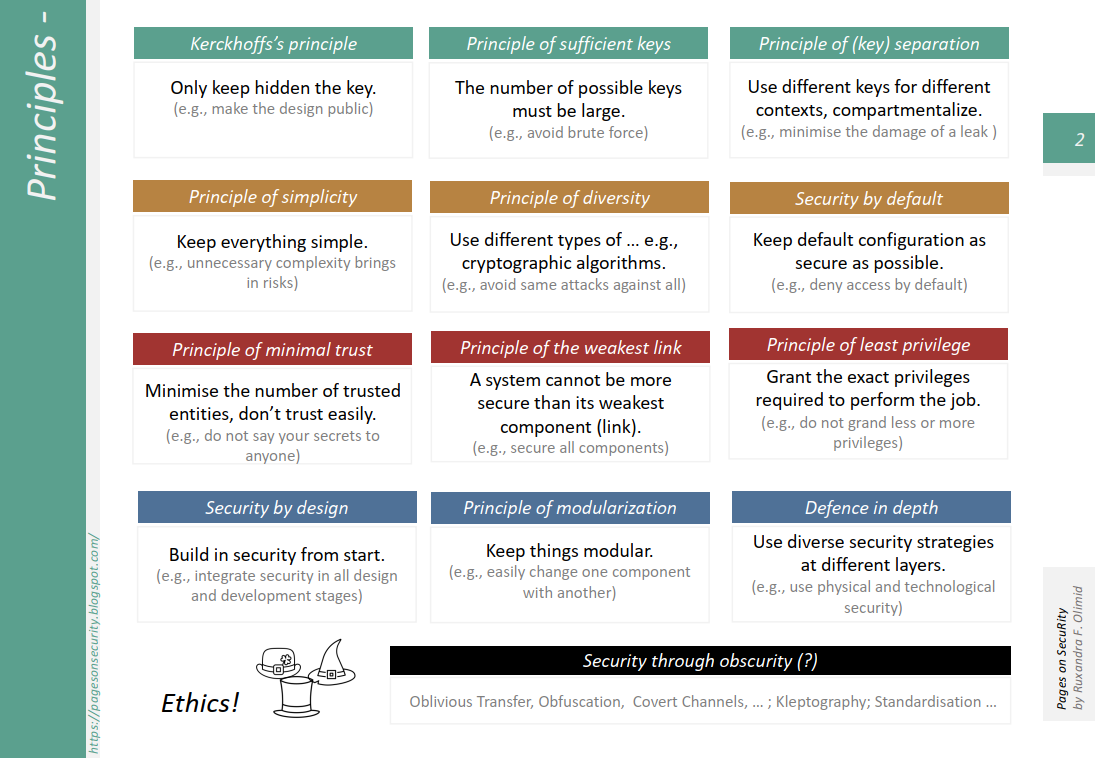 Principles -
https://pagesonsecurity.blogspot.com/
Kerckhoffs's principle
Only keep hidden the key.
(e.g., make the design public)
Principle of sufficient keys
The number of possible keys
must be large.
(e.g., avoid brute force)
Principle of (key) separation
Use different keys for different
contexts, compartmentalize.
(e.g., minimise the damage of a leak )
2
Principle of simplicity
Keep everything simple.
(e.g., unnecessary complexity brings
in risks)
Principle of diversity
Use different types of ... e.g.,
cryptographic algorithms.
(e.g., avoid same attacks against all)
Security by default
Keep default configuration as
secure as possible.
(e.g., deny access by default)
Principle of minimal trust
Minimise the number of trusted
entities, don't trust easily.
(e.g., do not say your secrets to
anyone)
Principle of the weakest link
A system cannot be more
secure than its weakest
component (link).
(e.g., secure all components)
Principle of least privilege
Grant the exact privileges
required to perform the job.
(e.g., do not grand less or more
privileges)
Security by design
Build in security from start.
(e.g., integrate security in all design
and development stages)
Principle of modularization
Keep things modular.
(e.g., easily change one component
with another)
Defence in depth
Use diverse security strategies
at different layers.
(e.g., use physical and technological
security)
Ethics!
Security through obscurity (?)
Oblivious Transfer, Obfuscation,  Covert Channels, ... ; Kleptography; Standardisation ...
Pages on SecuRity
by Ruxandra F. Olimid